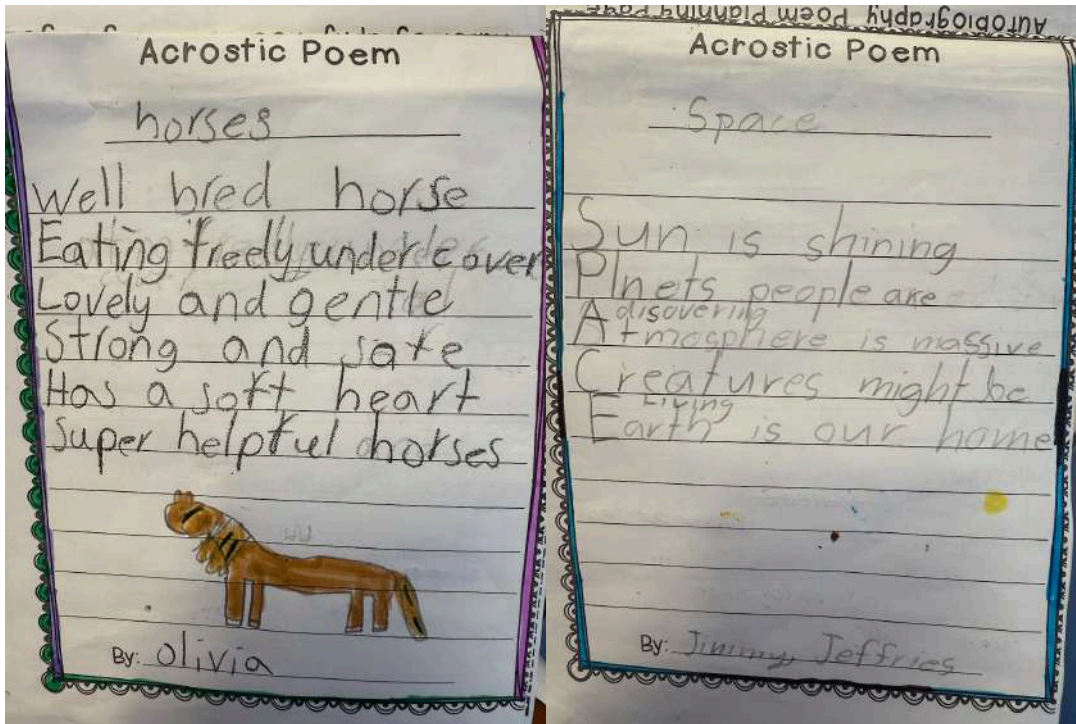 Acrostic Poem
horses
Well bred horse
Eating freely under cover
Lovely and gentle
Strong and safe
Has a soft heart
Super helpful horses
By: Olivia
Autobiography Poem Planning Page
Acrostic Poem
Space
Sun is shining
Plnets people are
disovering
Atmosphere is massive
Creatures might be
Living
Earth is our home
By: Jimmy Jeffries